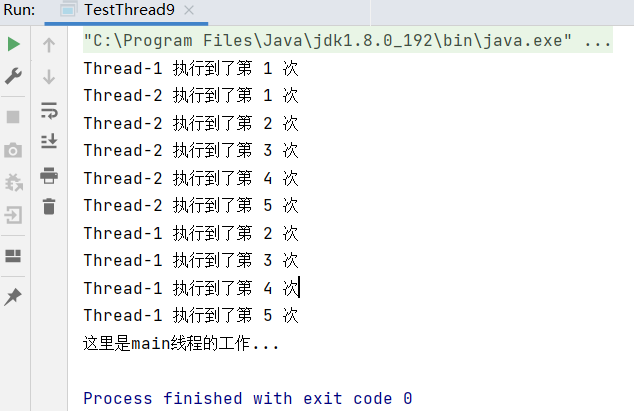 Run: TestThread9
"C:\Program Files\Java\jdk1.8.0_192\bin\java.exe" ...
Thread-1 执行到了第 1 次
Thread-2 执行到了第 1 次
Thread-2 执行到了第 2 次
Thread-2 执行到了第 3 次
Thread-2 执行到了第 4 次
Thread-2 执行到了第 5 次
Thread-1 执行到了第 2 次
Thread-1 执行到了第 3 次
Thread-1 执行到了第 4 次
Thread-1 执行到了第 5 次
这里是main线程的工作...
Process finished with exit code 0